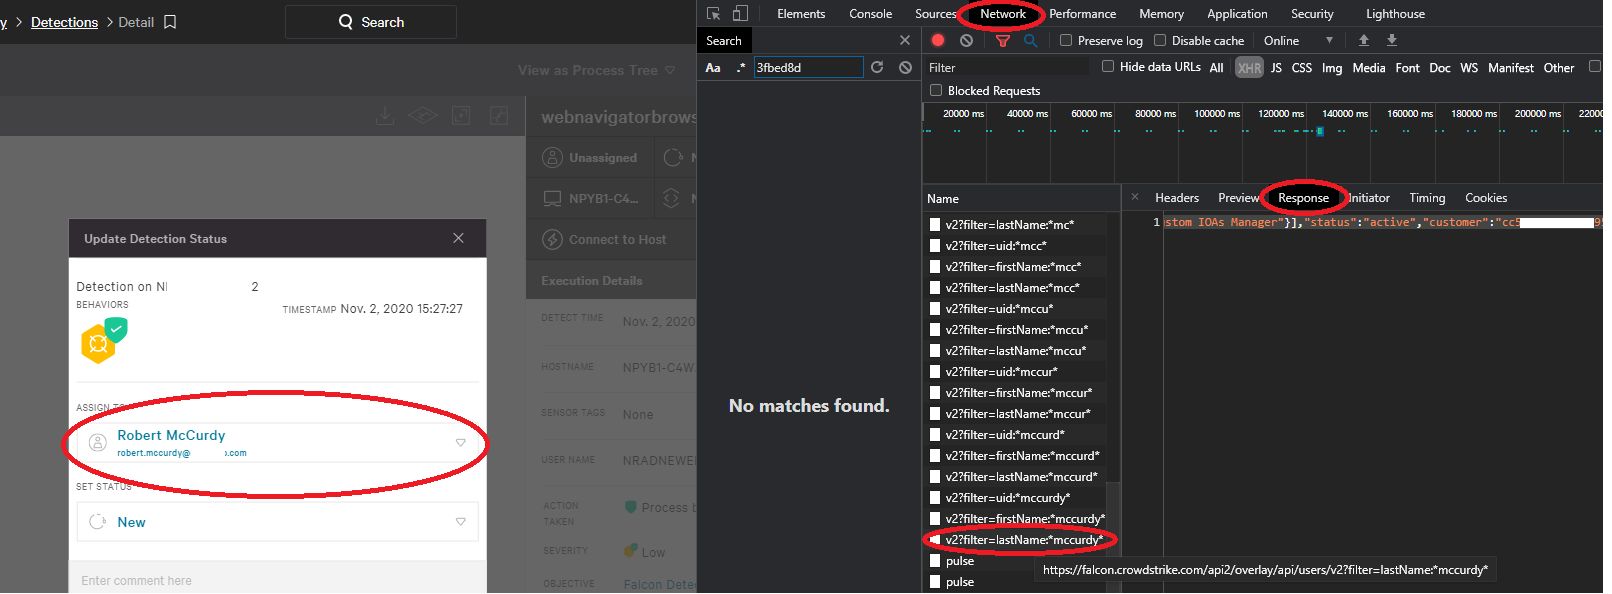 y > Detections > Detail
Search
View as Process Tree
webnavigatorbrows
Unassigned
NPYB1-C4...
Connect to Host
Execution Details
DETECT TIME
Nov. 2, 2020
HOSTNAME
NPYB1-C4W.
SENSOR TAGS
None
USER NAME
NRADNEWE
ACTION TAKEN
Process b
SEVERITY
Low
OBJECTIVE
Falcon Detec
Update Detection Status
Detection on NI 2
BEHAVIORS
TIMESTAMP Nov. 2, 2020 15:27:27
ASSIGN TO
Robert McCurdy
robert.mccurdy@ .com
SET STATUS
New
Enter comment here
Elements Console Sources Network Performance Memory Application Security Lighthouse
Search
Aa .* 3fbed8d
No matches found.
Preserve log Disable cache Online
Filter Hide data URLs All XHR JS CSS Img Media Font Doc WS Manifest Other
Blocked Requests
20000 ms 40000 ms 60000 ms 80000 ms 100000 ms 120000 ms 140000 ms 160000 ms 180000 ms 200000 ms 22000
Name
v2?filter=lastName:*mc*
v2?filter=uid:*mcc*
v2?filter=firstName:*mcc*
v2?filter=lastName:*mcc*
v2?filter=uid:*mccu*
v2?filter=firstName:*mccu*
v2?filter=lastName:*mccu*
v2?filter=uid:*mccur*
v2?filter=firstName:*mccur*
v2?filter=lastName:*mccur*
v2?filter=uid:*mccurd*
v2?filter=firstName:*mccurd*
v2?filter=lastName:*mccurd*
v2?filter=uid:*mccurdy*
v2?filter=firstName:*mccurdy*
v2?filter=lastName:*mccurdy*
pulse
pulse
Headers Preview Response Initiator Timing Cookies
1 ustom IOAs Manager"}],"status":"active","customer":"cc5 95
https://falcon.crowdstrike.com/api2/overlay/api/users/v2?filter=lastName:*mccurdy*